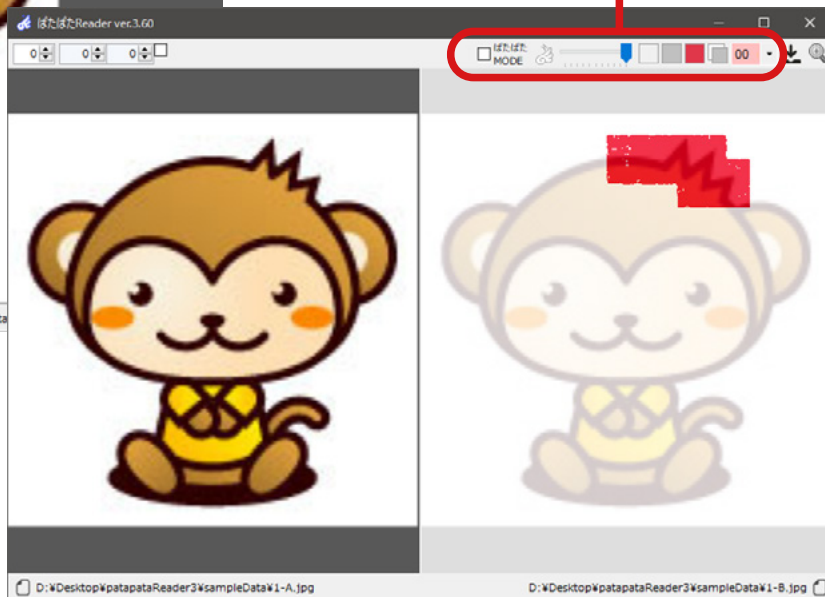 ぱたぱたReader ver.3.60
0 0 0
ぱたぱた
MODE
00
D:¥Desktop¥patapataReader3¥sampleData¥1-A.jpg
D:¥Desktop¥patapataReader3¥sampleData¥1-B.jpg